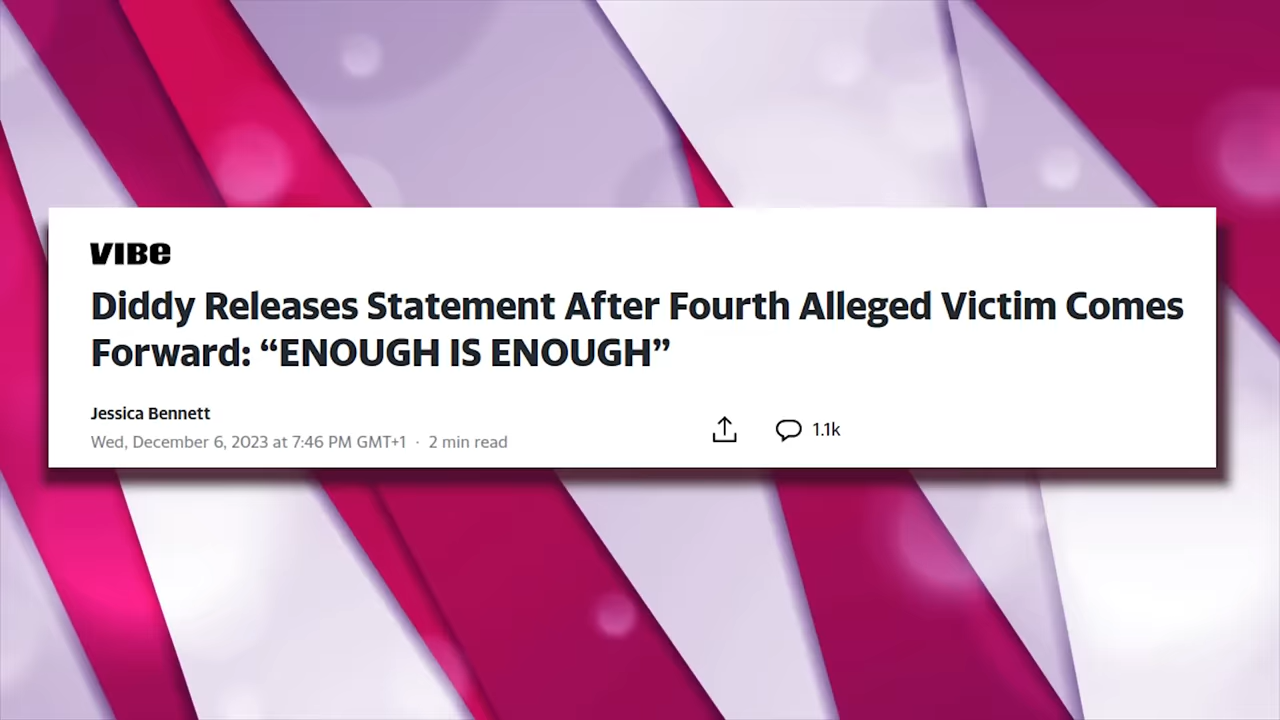 VIBE
Diddy Releases Statement After Fourth Alleged Victim Comes
Forward: “ENOUGH IS ENOUGH”
Jessica Bennett
Wed, December 6, 2023 at 7:46 PM GMT+1 · 2 min read
1.1k